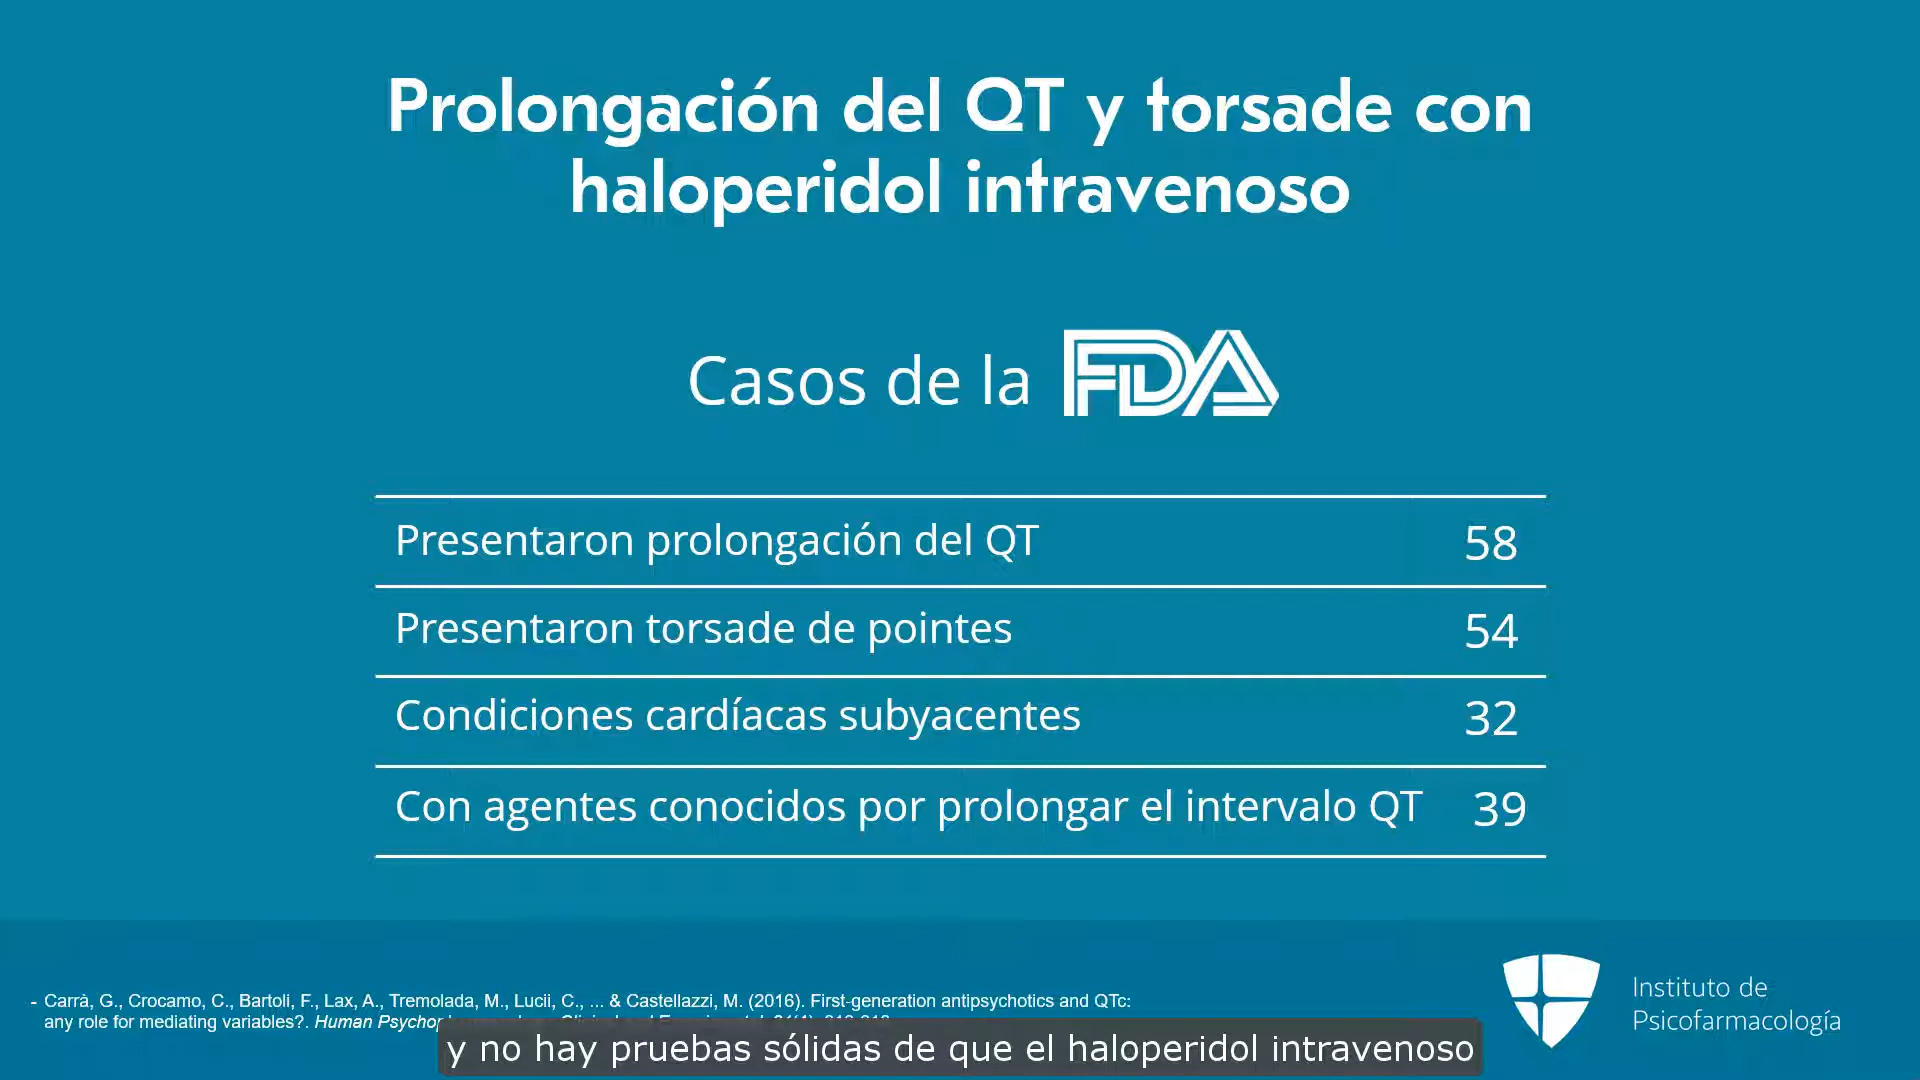 Prolongación del QT y torsade con
haloperidol intravenoso
Casos de la FDA
Presentaron prolongación del QT 58
Presentaron torsade de pointes 54
Condiciones cardíacas subyacentes 32
Con agentes conocidos por prolongar el intervalo QT 39
- Carrà, G., Crocamo, C., Bartoli, F., Lax, A., Tremolada, M., Lucii, C., ... & Castellazzi, M. (2016). First-generation antipsychotics and QTc:
any role for mediating variables?. Human
Instituto de
Psicofarmacología
y no hay pruebas sólidas de que el haloperidol intravenoso